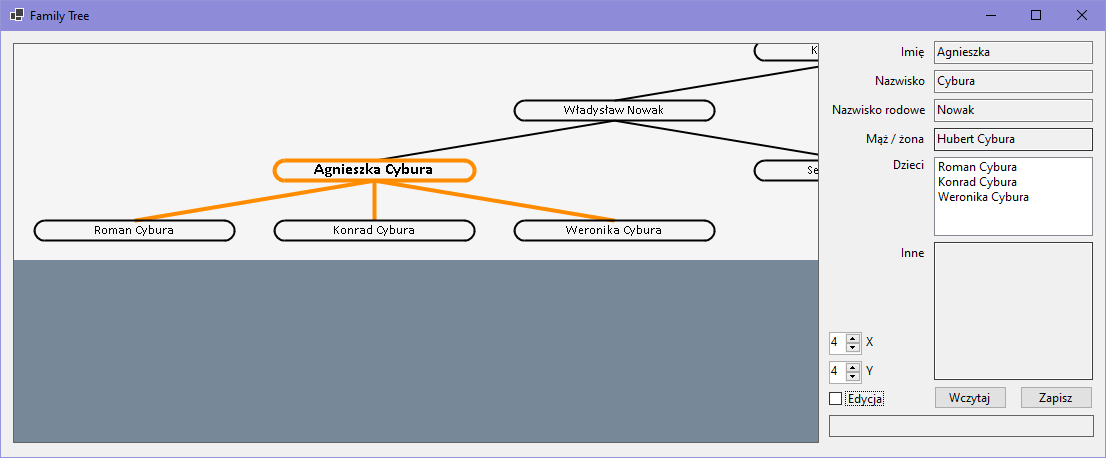 Family Tree
K
Władysław Nowak
Agnieszka Cybura
Se
Roman Cybura
Konrad Cybura
Weronika Cybura
Imię Agnieszka
Nazwisko Cybura
Nazwisko rodowe Nowak
Mąż / żona Hubert Cybura
Dzieci Roman Cybura
Konrad Cybura
Weronika Cybura
Inne
4 X
4 Y
Edycja Wczytaj Zapisz